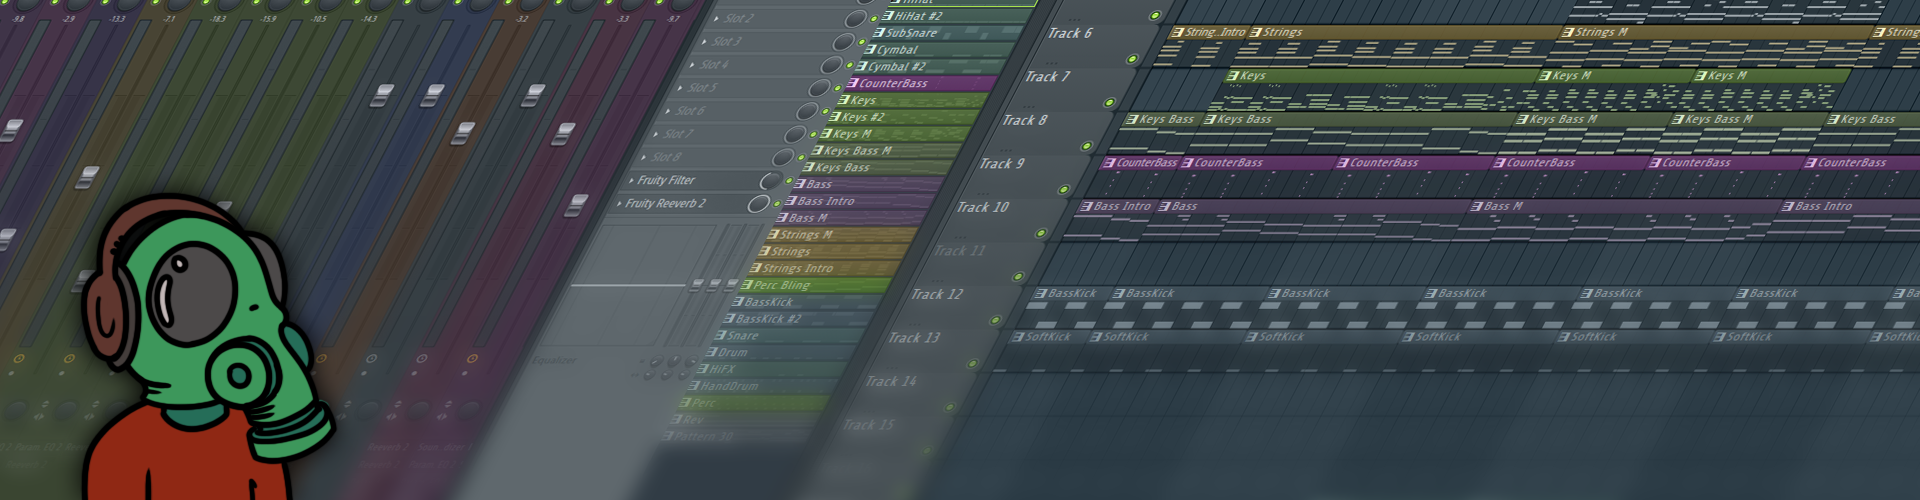 -9.8 -2.9 -13.3 -7.1 -18.3 -15.9 -10.5 -14.3 -3.2 -3.3 -9.7
Slot 2
Slot 3
Slot 4
Slot 5
Slot 6
Slot 7
Slot 8
Fruity Filter
Fruity Reeverb 2
Equalizer
HiHat
HiHat #2
SubSnare
Cymbal
Cymbal #2
CounterBass
Keys
Keys #2
Keys M
Keys Bass M
Keys Bass
Bass
Bass Intro
Bass M
Strings M
Strings
Strings Intro
Perc Bling
BassKick
BassKick #2
Snare
Drum
HiFX
HandDrum
Perc
Rev
Pattern 30
Track 6
String..Intro Strings Strings M String
Track 7
Keys Keys M Keys M
Track 8
Keys Bass Keys Bass Keys Bass M Keys Bass M Keys Bass
Track 9
CounterBass CounterBass CounterBass CounterBass CounterBass CounterBass
Track 10
Bass Intro Bass Bass M Bass Intro
Track 11
Track 12
BassKick BassKick BassKick BassKick BassKick BassKick Ba
Track 13
SoftKick SoftKick SoftKick SoftKick SoftKick SoftKick SoftKick
Track 14
Track 15